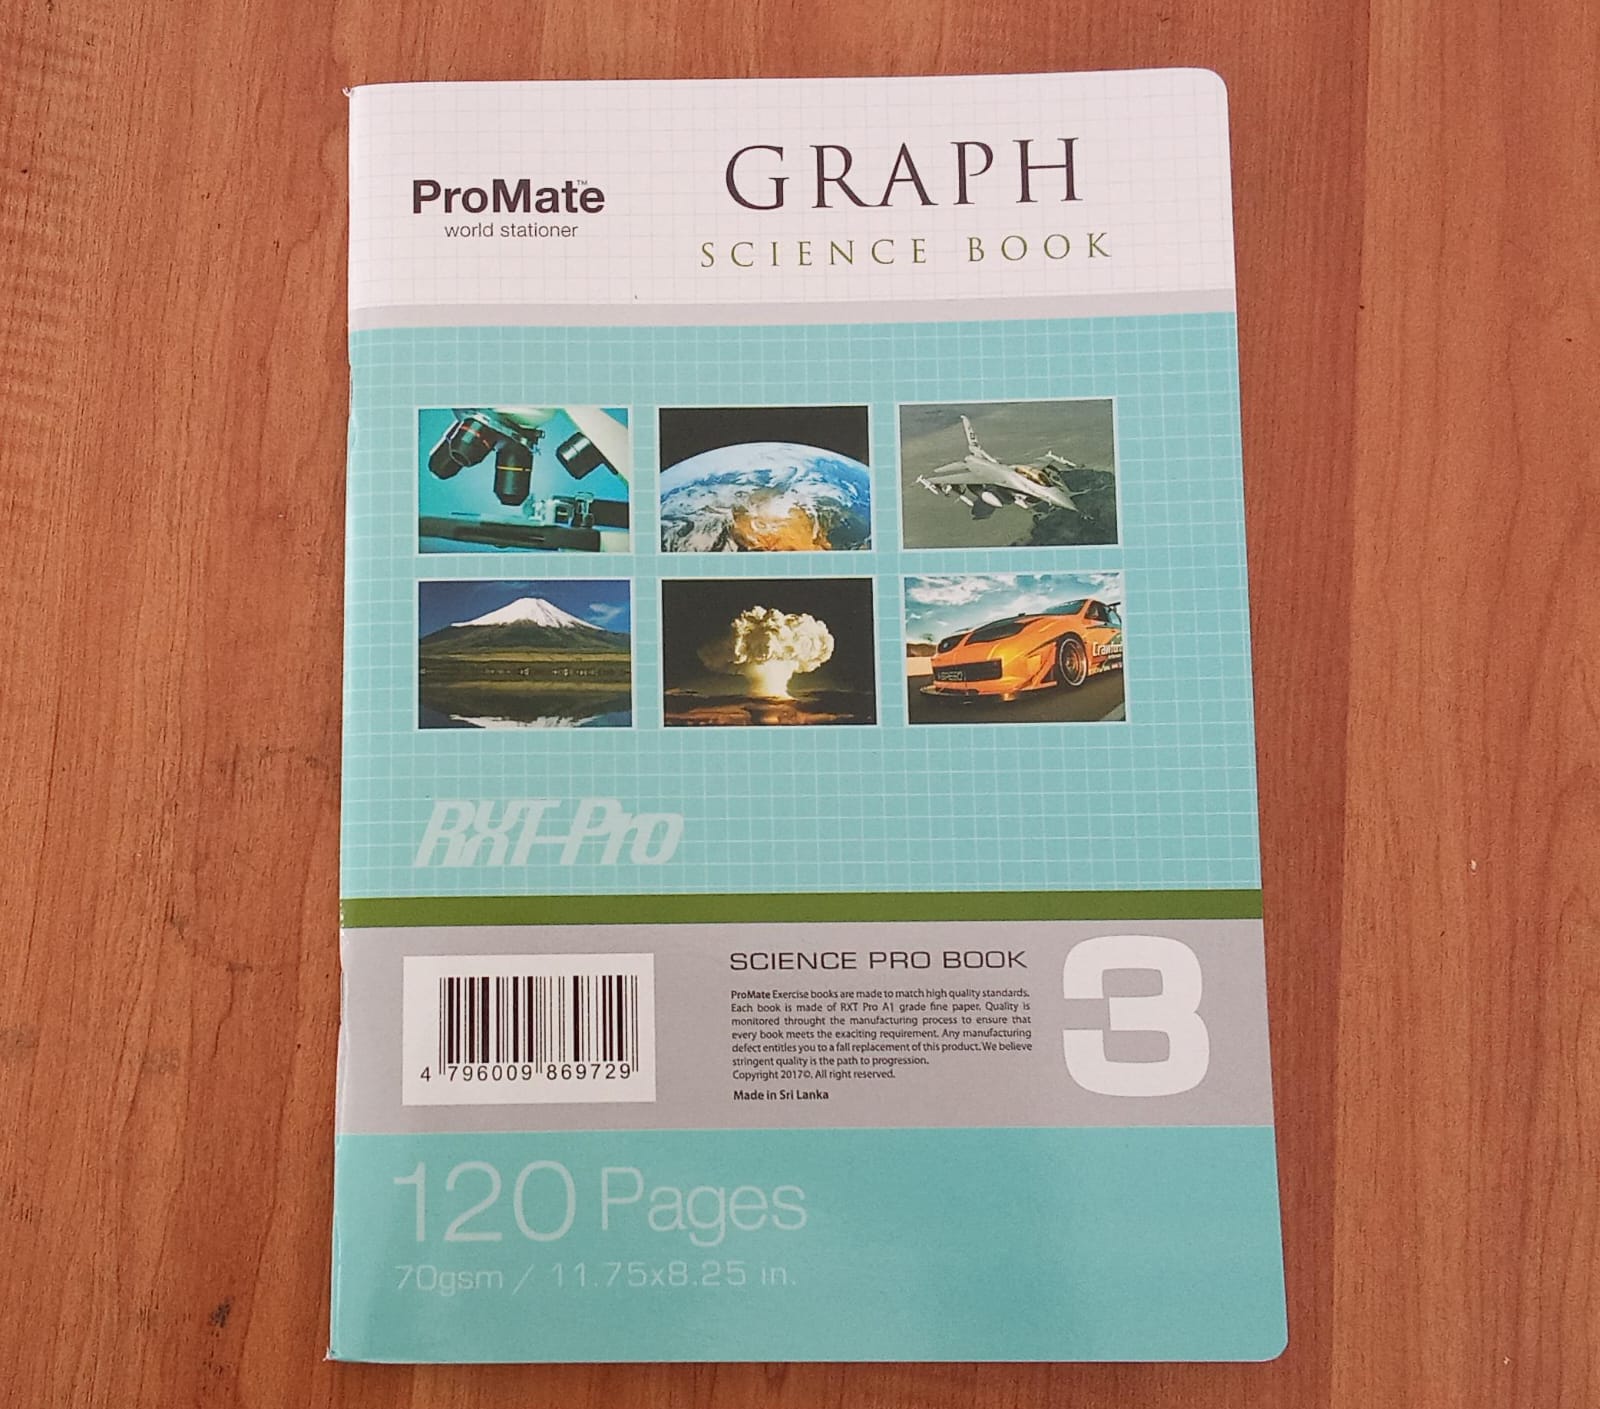 ProMate™
world stationer
GRAPH
SCIENCE BOOK
RXT-Pro
SCIENCE PRO BOOK
3
ProMate Exercise books are made to match high quality standards.
Each book is made of RXT Pro A1 grade fine paper. Quality is
monitored throught the manufacturing process to ensure that
every book meets the exaciting requirement. Any manufacturing
defect entitles you to a fall replacement of this product. We believe
stringent quality is the path to progression.
Copyright 2017©. All right reserved.
Made in Sri Lanka
4 796009 869729
120 Pages
70gsm / 11.75x8.25 in.